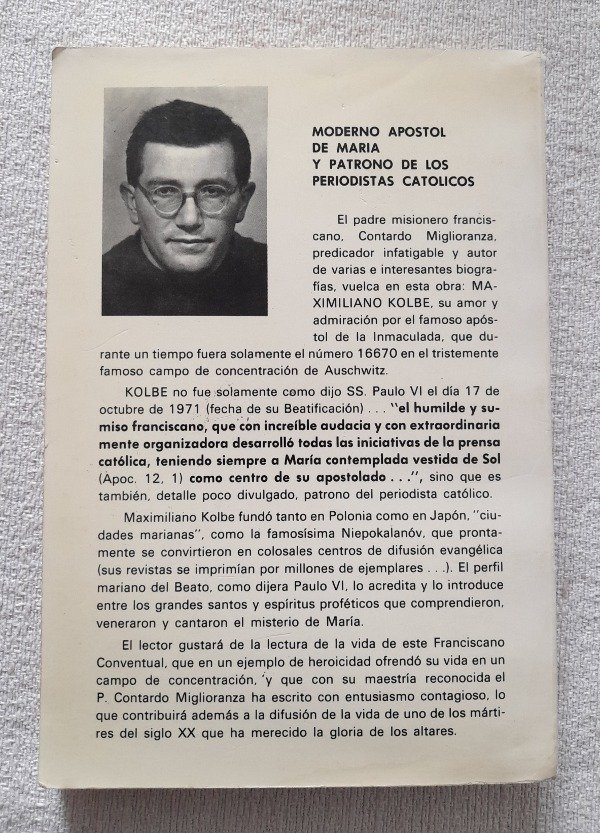 MODERNO APOSTOL
DE MARIA
Y PATRONO DE LOS
PERIODISTAS CATOLICOS
El padre misionero francis-
cano, Contardo Miglioranza,
predicador infatigable y autor
de varias e interesantes biogra-
fías, vuelca en esta obra: MA-
XIMILIANO KOLBE, su amor y
admiración por el famoso após-
tol de la Inmaculada, que du-
rante un tiempo fuera solamente el número 16670 en el tristemente
famoso campo de concentración de Auschwitz.
KOLBE no fue solamente como dijo SS. Paulo VI el día 17 de
octubre de 1971 (fecha de su Beatificación) . . . "el humilde y su-
miso franciscano, que con increíble audacia y con extraordinaria
mente organizadora desarrolló todas las iniciativas de la prensa
católica, teniendo siempre a María contemplada vestida de Sol
(Apoc. 12, 1) como centro de su apostolado . . .", sino que es
también, detalle poco divulgado, patrono del periodista católico.
Maximiliano Kolbe fundó tanto en Polonia como en Japón, "ciu-
dades marianas", como la famosísima Niepokalanóv, que pronta-
mente se convirtieron en colosales centros de difusión evangélica
(sus revistas se imprimían por millones de ejemplares . . .). El perfil
mariano del Beato, como dijera Paulo VI, lo acredita y lo introduce
entre los grandes santos y espíritus proféticos que comprendieron,
veneraron y cantaron el misterio de María.
El lector gustará de la lectura de la vida de este Franciscano
Conventual, que en un ejemplo de heroicidad ofrendó su vida en un
campo de concentración, y que con su maestría reconocida el
P. Contardo Miglioranza ha escrito con entusiasmo contagioso, lo
que contribuirá además a la difusión de la vida de uno de los márti-
res del siglo XX que ha merecido la gloria de los altares.